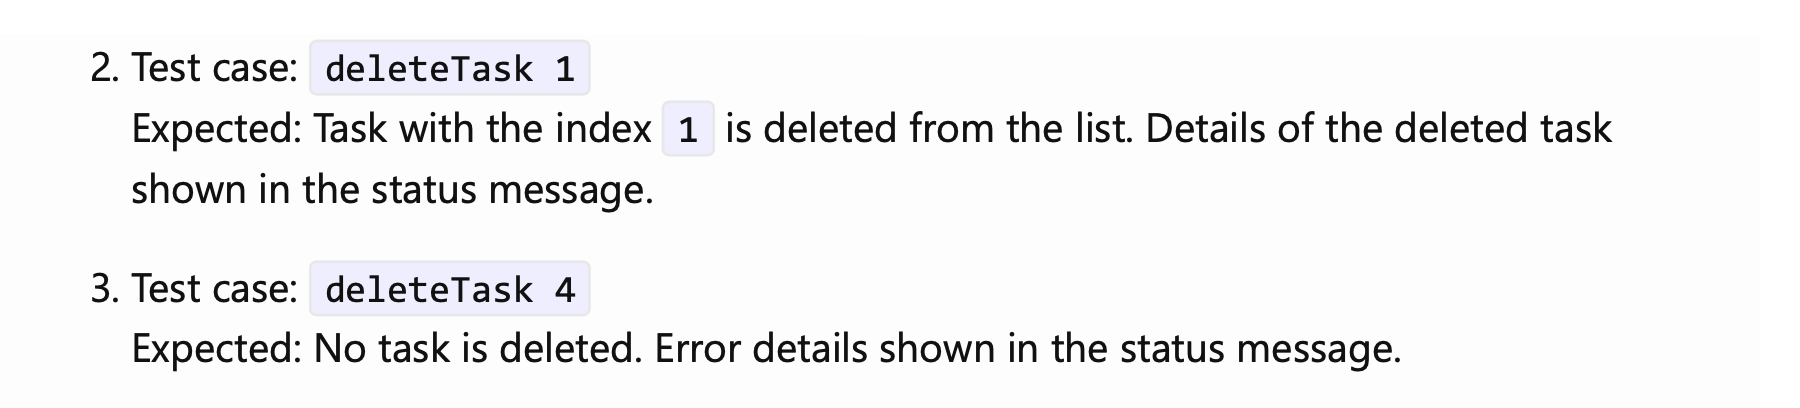 2. Test case: deleteTask 1
Expected: Task with the index 1 is deleted from the list. Details of the deleted task
shown in the status message.
3. Test case: deleteTask 4
Expected: No task is deleted. Error details shown in the status message.